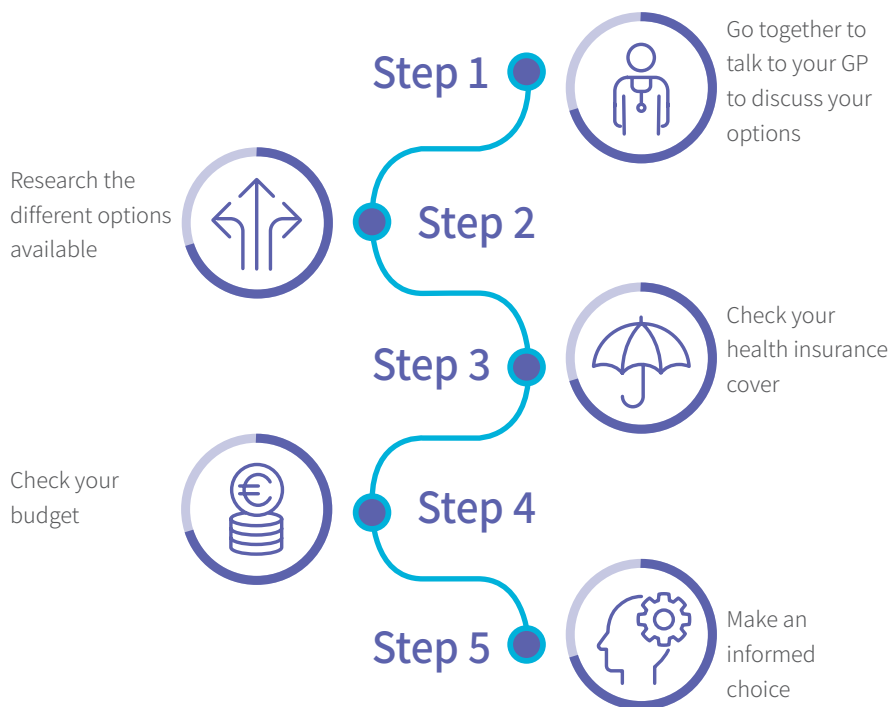 Step 1
Go together to
talk to your GP
to discuss your
options
Research the
different options
available
Step 2
Step 3
Check your
health insurance
cover
Check your
budget
€
Step 4
Step 5
Make an
informed
choice